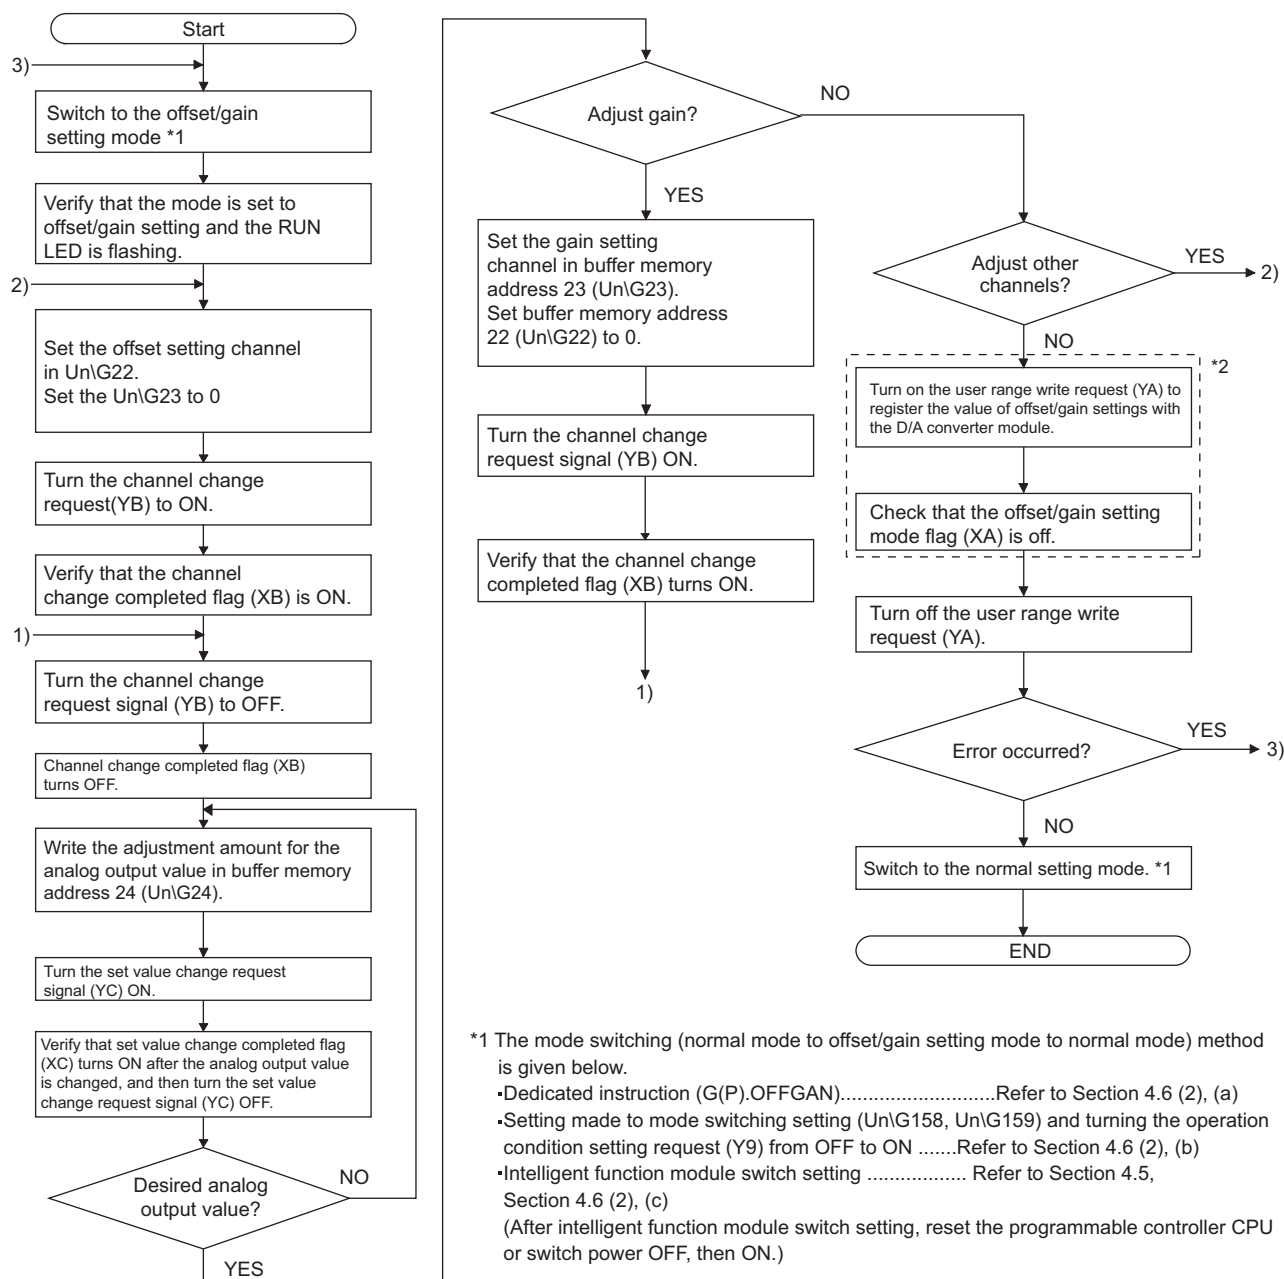 Start
3)
Switch to the offset/gain
setting mode *1
Verify that the mode is set to
offset/gain setting and the RUN
LED is flashing.
2)
Set the offset setting channel
in Un\G22.
Set the Un\G23 to 0
Turn the channel change
request(YB) to ON.
Verify that the channel
change completed flag (XB) is ON.
1)
Turn the channel change
request signal (YB) to OFF.
Channel change completed flag (XB)
turns OFF.
Write the adjustment amount for the
analog output value in buffer memory
address 24 (Un\G24).
Turn the set value change request
signal (YC) ON.
Verify that set value change completed flag
(XC) turns ON after the analog output value
is changed, and then turn the set value
change request signal (YC) OFF.
Desired analog
output value?
NO
YES
Adjust gain?
NO
YES
Set the gain setting
channel in buffer memory
address 23 (Un\G23).
Set buffer memory address
22 (Un\G22) to 0.
Turn the channel change
request signal (YB) ON.
Verify that the channel change
completed flag (XB) turns ON.
1)
Adjust other
channels?
YES
2)
NO
*2
Turn on the user range write request (YA) to
register the value of offset/gain settings with
the D/A converter module.
Check that the offset/gain setting
mode flag (XA) is off.
Turn off the user range write
request (YA).
Error occurred?
YES
3)
NO
Switch to the normal setting mode. *1
END
*1 The mode switching (normal mode to offset/gain setting mode to normal mode) method
is given below.
▪Dedicated instruction (G(P).OFFGAN)............................Refer to Section 4.6 (2), (a)
▪Setting made to mode switching setting (Un\G158, Un\G159) and turning the operation
condition setting request (Y9) from OFF to ON .......Refer to Section 4.6 (2), (b)
▪Intelligent function module switch setting .................. Refer to Section 4.5,
Section 4.6 (2), (c)
(After intelligent function module switch setting, reset the programmable controller CPU
or switch power OFF, then ON.)